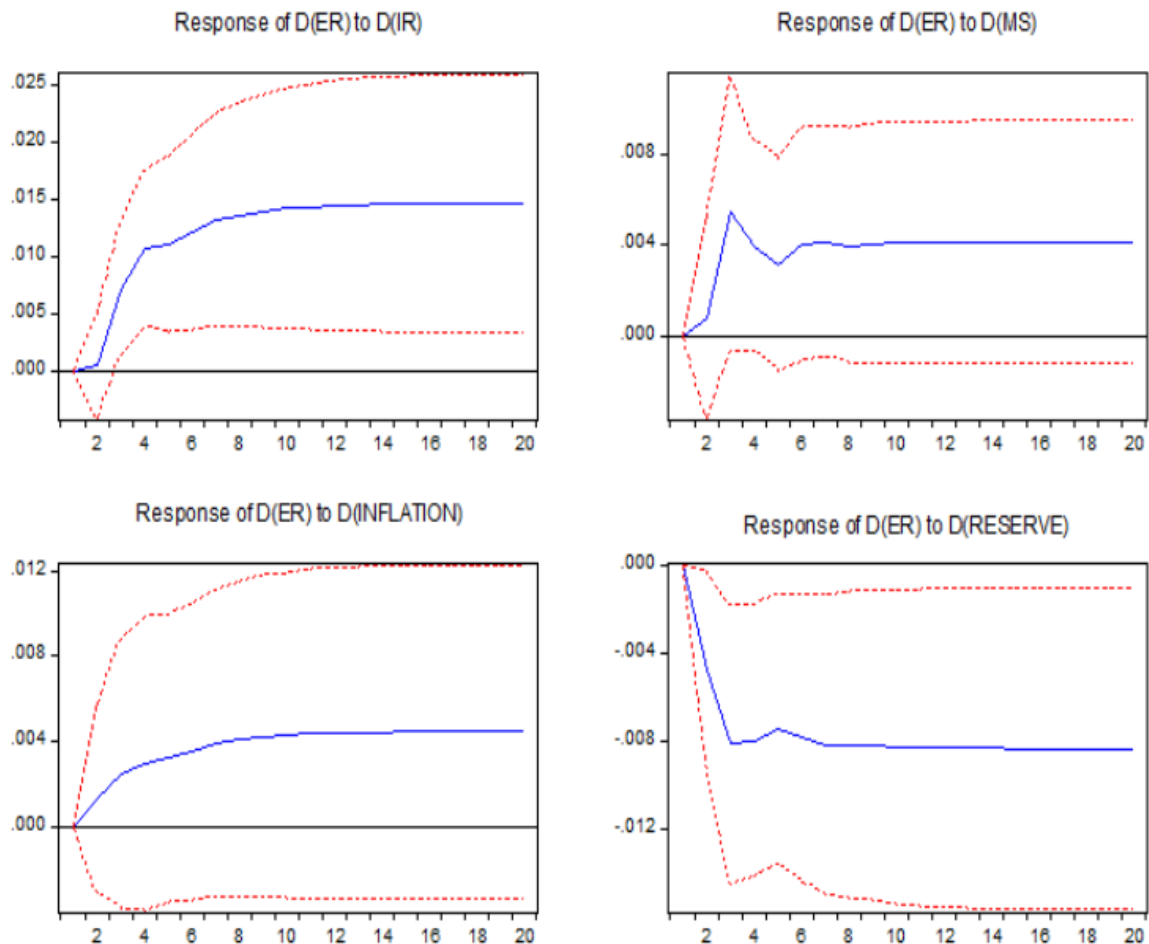 Response of D(ER) to D(IR)
.025
.020
.015
.010
.005
.000
2 4 6 8 10 12 14 16 18 20
Response of D(ER) to D(MS)
.008
.004
.000
2 4 6 8 10 12 14 16 18 20
Response of D(ER) to D(INFLATION)
.012
.008
.004
.000
2 4 6 8 10 12 14 16 18 20
Response of D(ER) to D(RESERVE)
.000
-.004
-.008
-.012
2 4 6 8 10 12 14 16 18 20